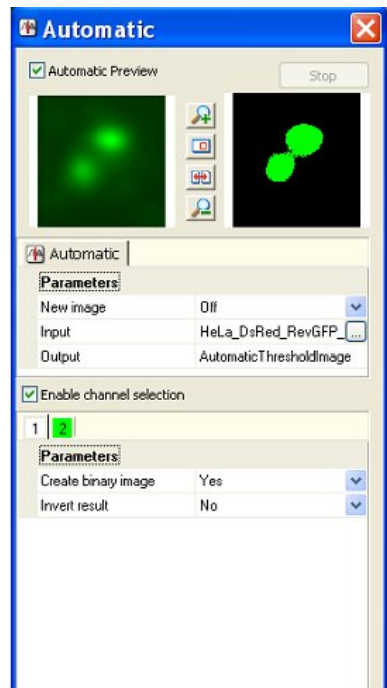 Automatic
Automatic Preview
Stop
Automatic
Parameters
New image Off
Input HeLa_DsRed_RevGFP_ ...
Output AutomaticThresholdImage
Enable channel selection
1 2
Parameters
Create binary image Yes
Invert result No